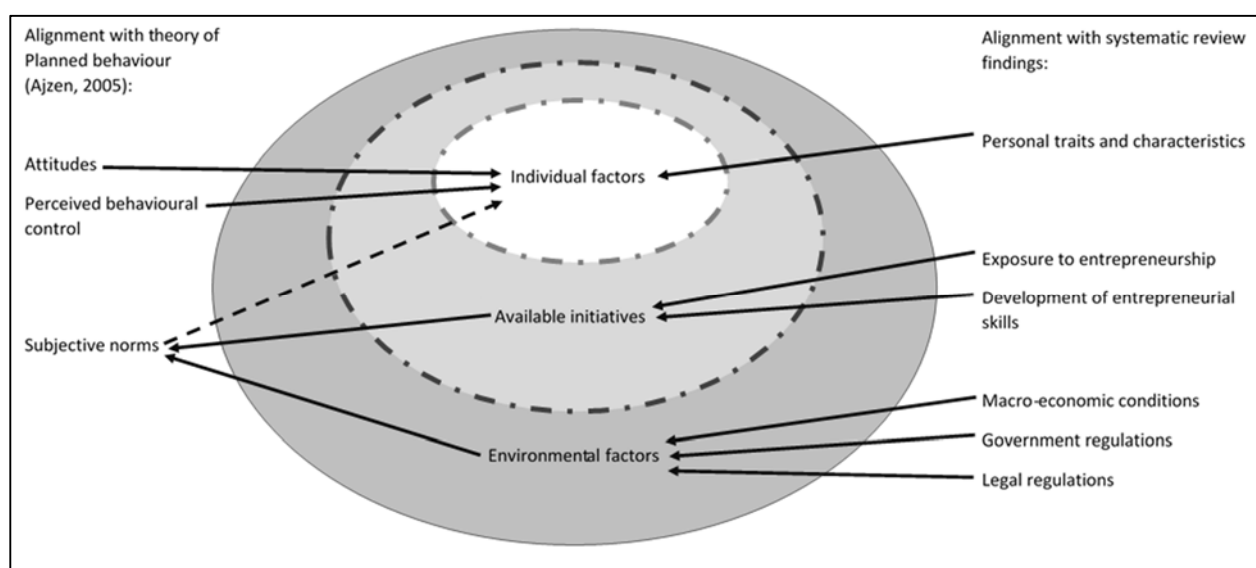 Alignment with theory of
Planned behaviour
(Ajzen, 2005):
Attitudes
Perceived behavioural
control
Subjective norms
Individual factors
Available initiatives
Environmental factors
Alignment with systematic review
findings:
Personal traits and characteristics
Exposure to entrepreneurship
Development of entrepreneurial
skills
Macro-economic conditions
Government regulations
Legal regulations